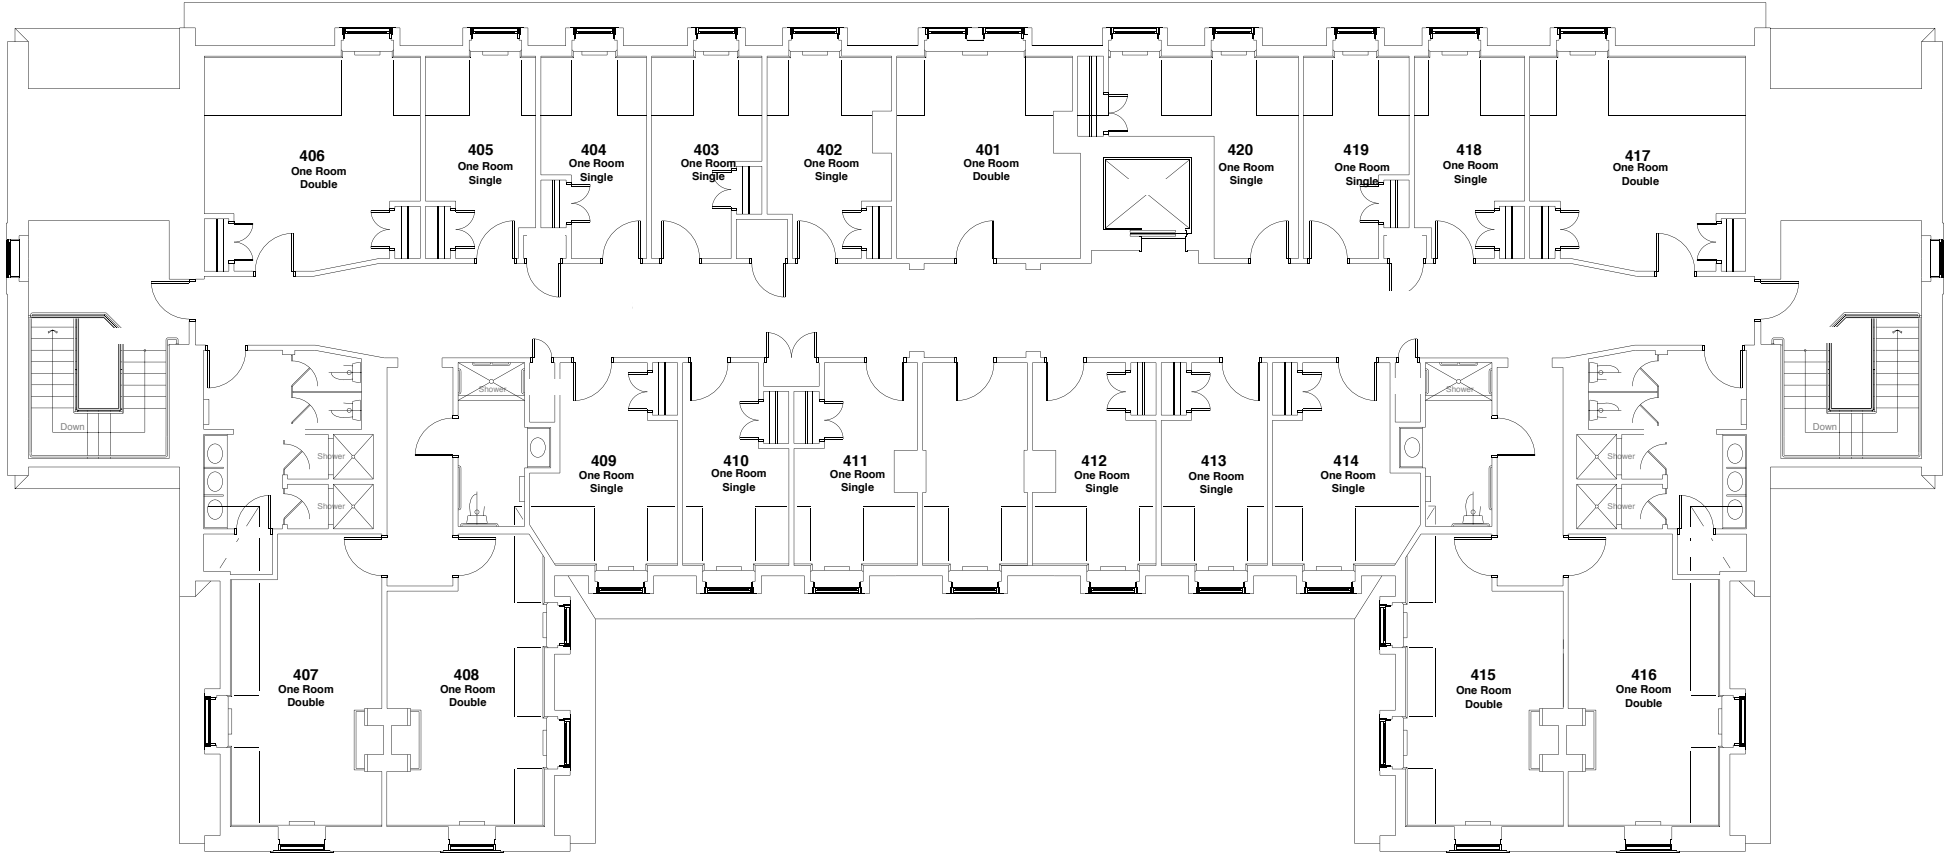 406
One Room
Double
405
One Room
Single
404
One Room
Single
403
One Room
Single
402
One Room
Single
401
One Room
Double
420
One Room
Single
419
One Room
Single
418
One Room
Single
417
One Room
Double
Down
Shower
Shower
Shower
409
One Room
Single
410
One Room
Single
411
One Room
Single
412
One Room
Single
413
One Room
Single
414
One Room
Single
Shower
Shower
Shower
Down
407
One Room
Double
408
One Room
Double
415
One Room
Double
416
One Room
Double